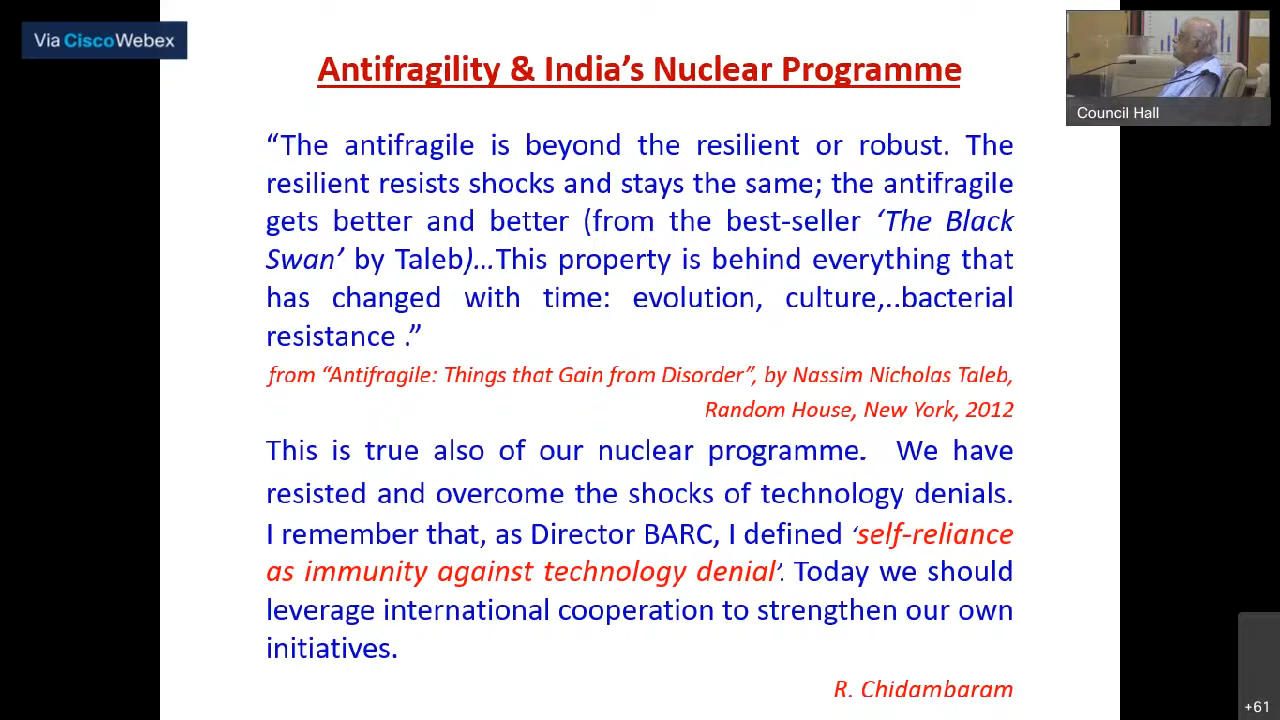 Via CiscoWebex
Antifragility & India’s Nuclear Programme
Council Hall
“The antifragile is beyond the resilient or robust. The
resilient resists shocks and stays the same; the antifragile
gets better and better (from the best-seller ‘The Black
Swan’ by Taleb)…This property is behind everything that
has changed with time: evolution, culture,..bacterial
resistance .”
from “Antifragile: Things that Gain from Disorder”, by Nassim Nicholas Taleb,
Random House, New York, 2012
This is true also of our nuclear programme. We have
resisted and overcome the shocks of technology denials.
I remember that, as Director BARC, I defined ‘self-reliance
as immunity against technology denial’. Today we should
leverage international cooperation to strengthen our own
initiatives.
R. Chidambaram
+61